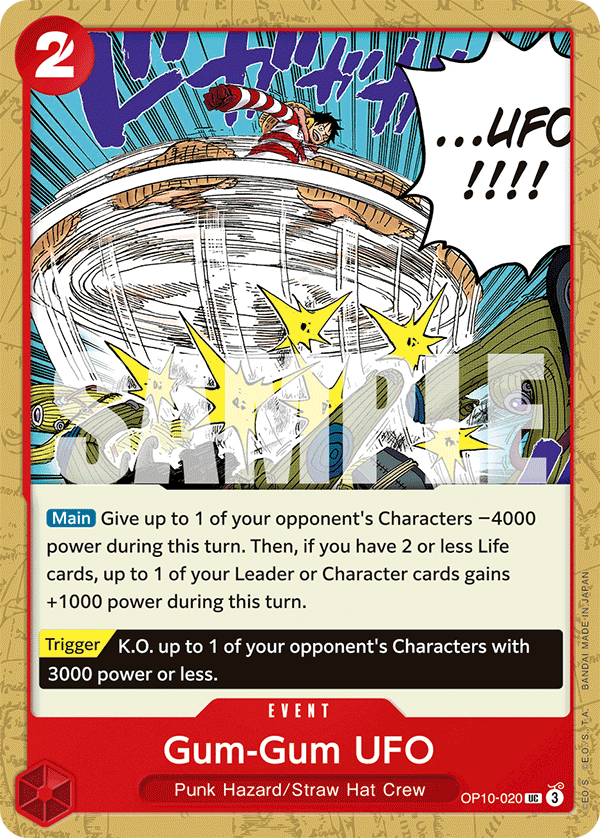 2
...UFO
!!!!
SAMPLE
Main Give up to 1 of your opponent's Characters −4000
power during this turn. Then, if you have 2 or less Life
cards, up to 1 of your Leader or Character cards gains
+1000 power during this turn.
Trigger K.O. up to 1 of your opponent's Characters with
3000 power or less.
EVENT
Gum-Gum UFO
Punk Hazard/Straw Hat Crew
OP10-020 UC 3
©E.O./S., ©E.O./S.,T.A. BANDAI MADE IN JAPAN